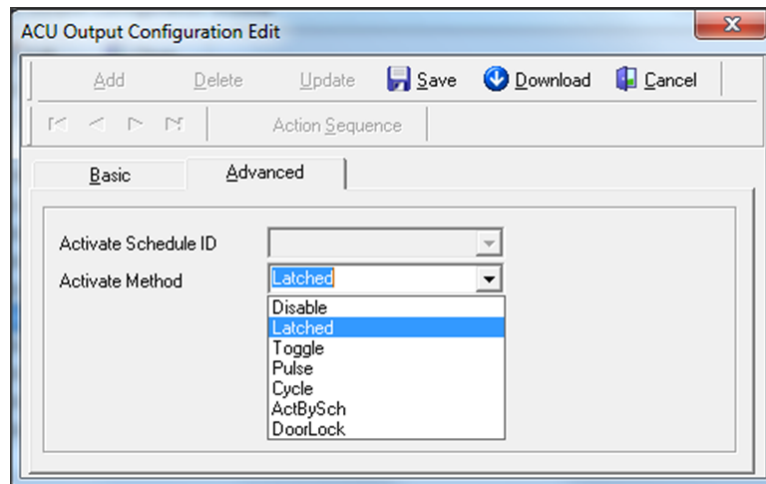 ACU Output Configuration Edit
Add Delete Update Save Download Cancel
Action Sequence
Basic Advanced
Activate Schedule ID
Activate Method Latched
Disable
Latched
Toggle
Pulse
Cycle
ActBySch
DoorLock